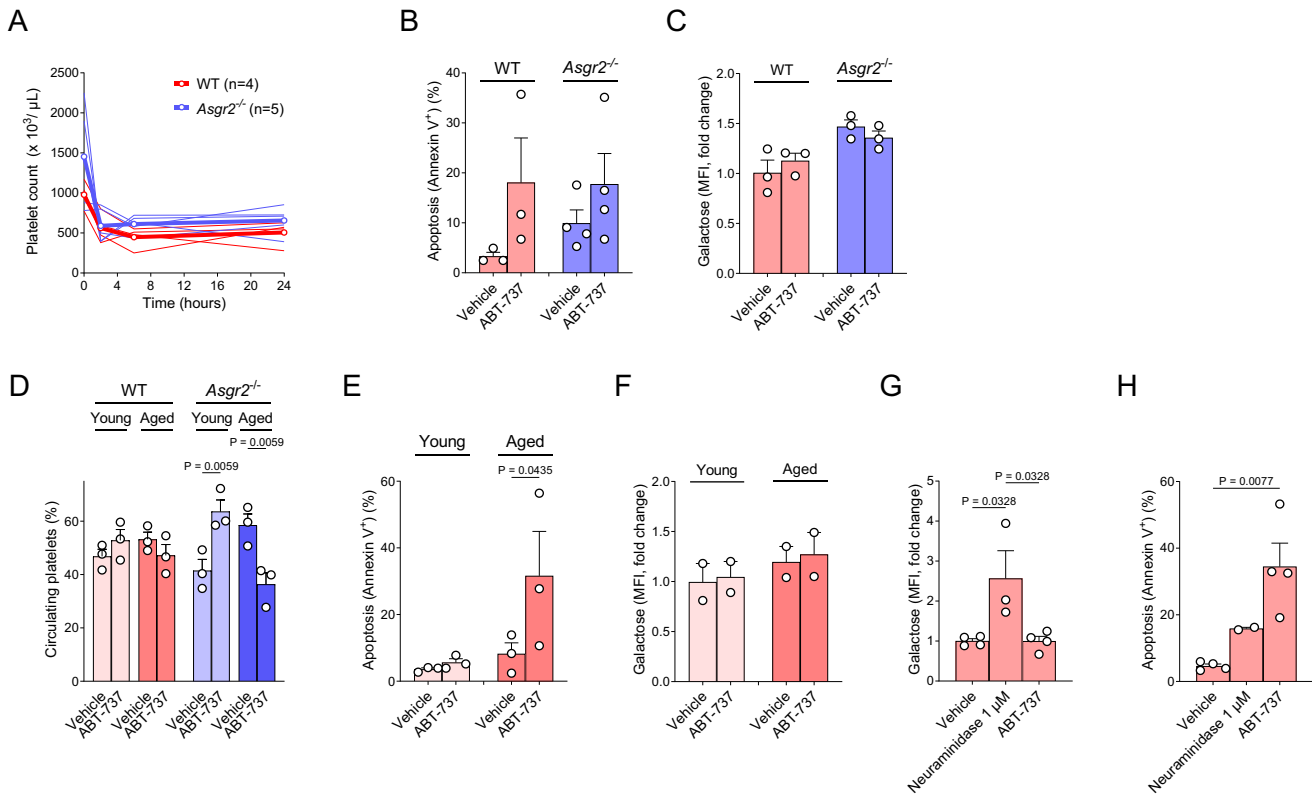 A
Platelet count (x 10³/ µL)
2500
2000
1500
1000
500
0
WT (n=4)
Asgr2⁻/⁻ (n=5)
0 4 8 12 16 20 24
Time (hours)
B
Apoptosis (Annexin V⁺) (%)
40
30
20
10
0
WT
Asgr2⁻/⁻
Vehicle
ABT-737
Vehicle
ABT-737
C
Galactose (MFI, fold change)
2.0
1.5
1.0
0.5
0.0
WT
Asgr2⁻/⁻
Vehicle
ABT-737
Vehicle
ABT-737
D
WT
Asgr2⁻/⁻
Young Aged Young Aged
P = 0.0059
P = 0.0059
Circulating platelets (%)
60
40
20
0
Vehicle
ABT-737
Vehicle
ABT-737
Vehicle
ABT-737
Vehicle
ABT-737
E
Young
Aged
P = 0.0435
Apoptosis (Annexin V⁺) (%)
60
40
20
0
Vehicle
ABT-737
Vehicle
ABT-737
F
Young
Aged
Galactose (MFI, fold change)
2.0
1.5
1.0
0.5
0.0
Vehicle
ABT-737
Vehicle
ABT-737
G
P = 0.0328
P = 0.0328
Galactose (MFI, fold change)
5
4
3
2
1
0
Vehicle
Neuraminidase 1 µM
ABT-737
H
P = 0.0077
Apoptosis (Annexin V⁺) (%)
60
40
20
0
Vehicle
Neuraminidase 1 µM
ABT-737